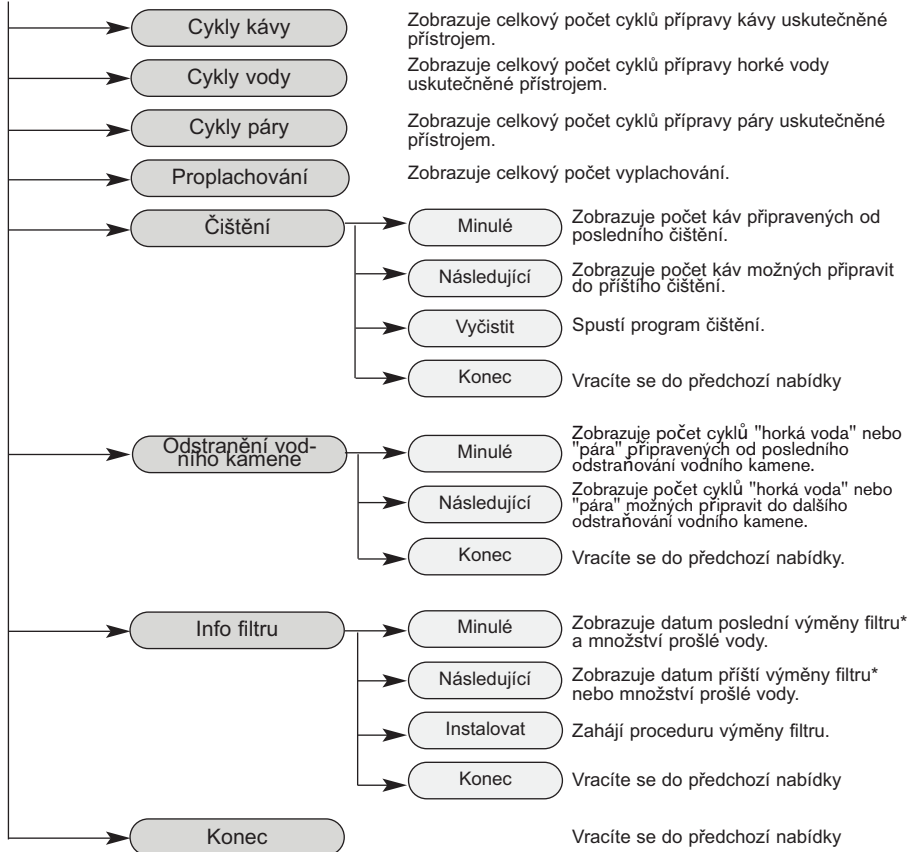 Cykly kávy
Zobrazuje celkový počet cyklů přípravy kávy uskutečněné
přístrojem.
Cykly vody
Zobrazuje celkový počet cyklů přípravy horké vody
uskutečněné přístrojem.
Cykly páry
Zobrazuje celkový počet cyklů přípravy páry uskutečněné
přístrojem.
Proplachování
Zobrazuje celkový počet vyplachování.
Čištění
Minulé
Zobrazuje počet káv připravených od
posledního čištění.
Následující
Zobrazuje počet káv možných připravit
do příštího čištění.
Vyčistit
Spustí program čištění.
Konec
Vracíte se do předchozí nabídky
Odstranění vod-
ního kamene
Minulé
Zobrazuje počet cyklů "horká voda" nebo
"pára" připravených od posledního
odstraňování vodního kamene.
Následující
Zobrazuje počet cyklů "horká voda" nebo
"pára" možných připravit do dalšího
odstraňování vodního kamene.
Konec
Vracíte se do předchozí nabídky.
Info filtru
Minulé
Zobrazuje datum poslední výměny filtru*
a množství prošlé vody.
Následující
Zobrazuje datum příští výměny filtru*
nebo množství prošlé vody.
Instalovat
Zahájí proceduru výměny filtru.
Konec
Vracíte se do předchozí nabídky
Konec
Vracíte se do předchozí nabídky